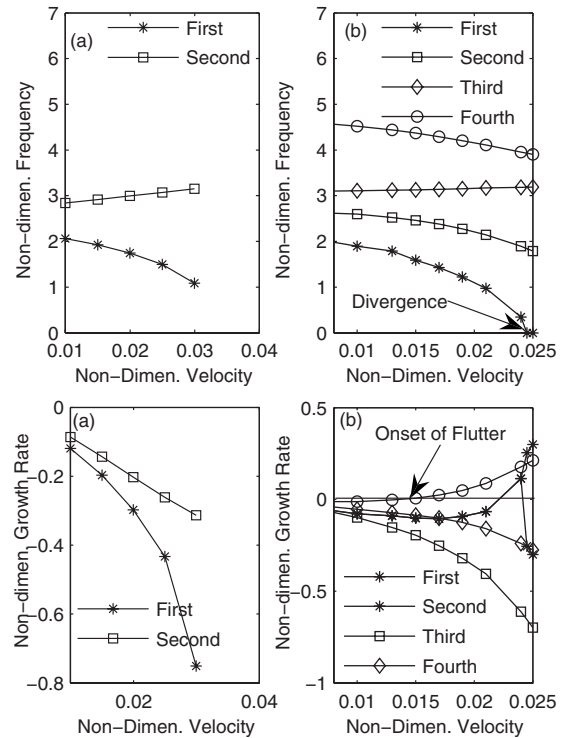 (a)
First
Second
7
6
5
4
3
2
1
0
0.01
0.02
0.03
0.04
Non-dimen. Frequency
Non-Dimen. Velocity
(b)
First
Second
Third
Fourth
Divergence
7
6
5
4
3
2
1
0
0.01
0.015
0.02
0.025
Non-dimen. Frequency
Non-Dimen. Velocity
(a)
First
Second
0
-0.2
-0.4
-0.6
-0.8
0.02
0.04
Non-dimen. Growth Rate
Non-Dimen. Velocity
(b)
Onset of Flutter
First
Second
Third
Fourth
0.5
0
-0.5
-1
0.01
0.015
0.02
0.025
Non-dimen. Growth Rate
Non-Dimen. Velocity